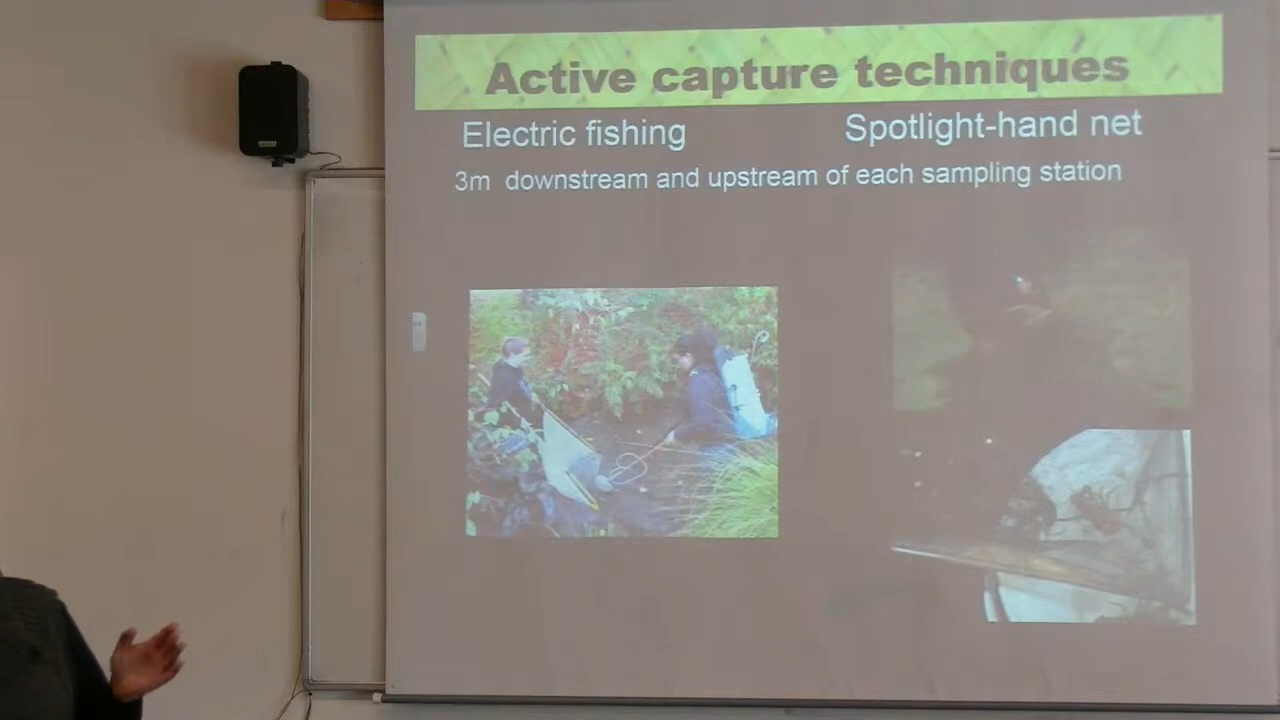 Active capture techniques
Electric fishing
Spotlight-hand net
3m downstream and upstream of each sampling station